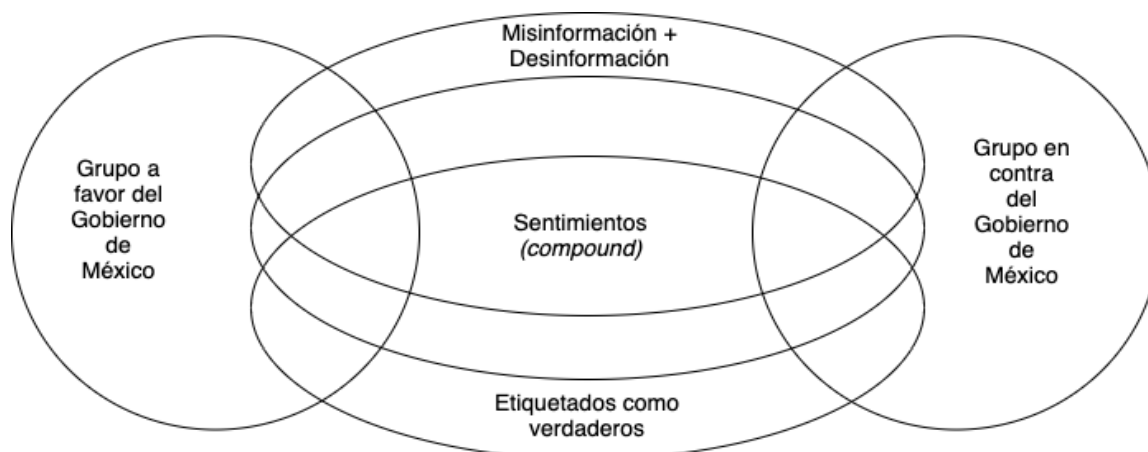 Misinformación +
Desinformación
Grupo a
favor del
Gobierno
de
México
Sentimientos
(compound)
Grupo en
contra
del
Gobierno
de
México
Etiquetados como
verdaderos